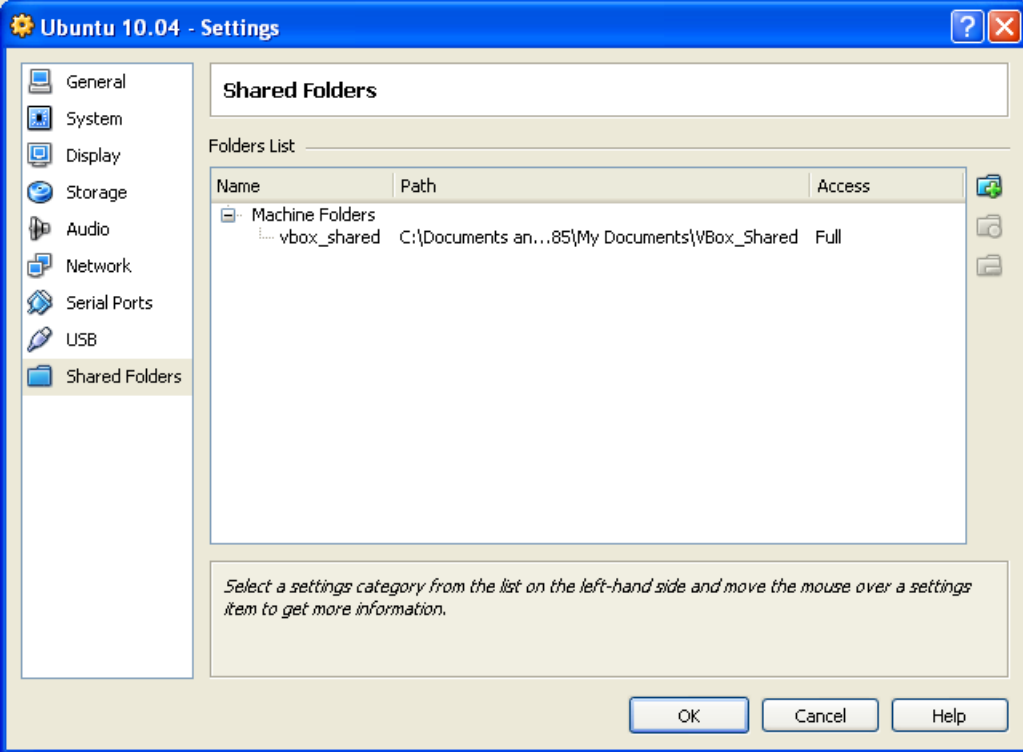 Ubuntu 10.04 - Settings
General
System
Display
Storage
Audio
Network
Serial Ports
USB
Shared Folders
Shared Folders
Folders List
Name Path Access
Machine Folders
vbox_shared C:\Documents an...85\My Documents\VBox_Shared Full
Select a settings category from the list on the left-hand side and move the mouse over a settings
item to get more information.
OK Cancel Help